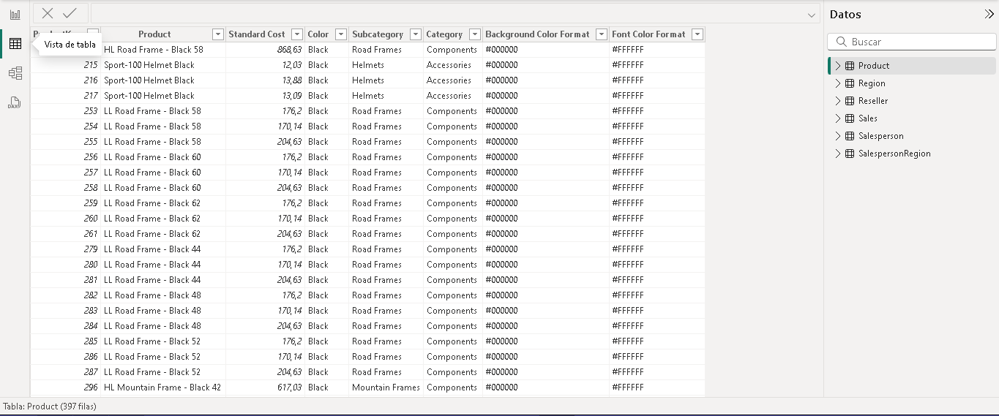 Datos
Product Standard Cost Color Subcategory Category Background Color Format Font Color Format
Vista de tabla
Buscar
HL Road Frame - Black 58 868,63 Black Road Frames Components #000000 #FFFFFF
215 Sport-100 Helmet Black 12,03 Black Helmets Accessories #000000 #FFFFFF
216 Sport-100 Helmet Black 13,88 Black Helmets Accessories #000000 #FFFFFF
217 Sport-100 Helmet Black 13,09 Black Helmets Accessories #000000 #FFFFFF
253 LL Road Frame - Black 58 176,2 Black Road Frames Components #000000 #FFFFFF
254 LL Road Frame - Black 58 170,14 Black Road Frames Components #000000 #FFFFFF
255 LL Road Frame - Black 58 204,63 Black Road Frames Components #000000 #FFFFFF
256 LL Road Frame - Black 60 176,2 Black Road Frames Components #000000 #FFFFFF
257 LL Road Frame - Black 60 170,14 Black Road Frames Components #000000 #FFFFFF
258 LL Road Frame - Black 60 204,63 Black Road Frames Components #000000 #FFFFFF
259 LL Road Frame - Black 62 176,2 Black Road Frames Components #000000 #FFFFFF
260 LL Road Frame - Black 62 170,14 Black Road Frames Components #000000 #FFFFFF
261 LL Road Frame - Black 62 204,63 Black Road Frames Components #000000 #FFFFFF
279 LL Road Frame - Black 44 176,2 Black Road Frames Components #000000 #FFFFFF
280 LL Road Frame - Black 44 170,14 Black Road Frames Components #000000 #FFFFFF
281 LL Road Frame - Black 44 204,63 Black Road Frames Components #000000 #FFFFFF
282 LL Road Frame - Black 48 176,2 Black Road Frames Components #000000 #FFFFFF
283 LL Road Frame - Black 48 170,14 Black Road Frames Components #000000 #FFFFFF
284 LL Road Frame - Black 48 204,63 Black Road Frames Components #000000 #FFFFFF
285 LL Road Frame - Black 52 176,2 Black Road Frames Components #000000 #FFFFFF
286 LL Road Frame - Black 52 170,14 Black Road Frames Components #000000 #FFFFFF
287 LL Road Frame - Black 52 204,63 Black Road Frames Components #000000 #FFFFFF
296 HL Mountain Frame - Black 42 617,03 Black Mountain Frames Components #000000 #FFFFFF
Product
Region
Reseller
Sales
Salesperson
SalespersonRegion
DAX
Tabla: Product (397 filas)